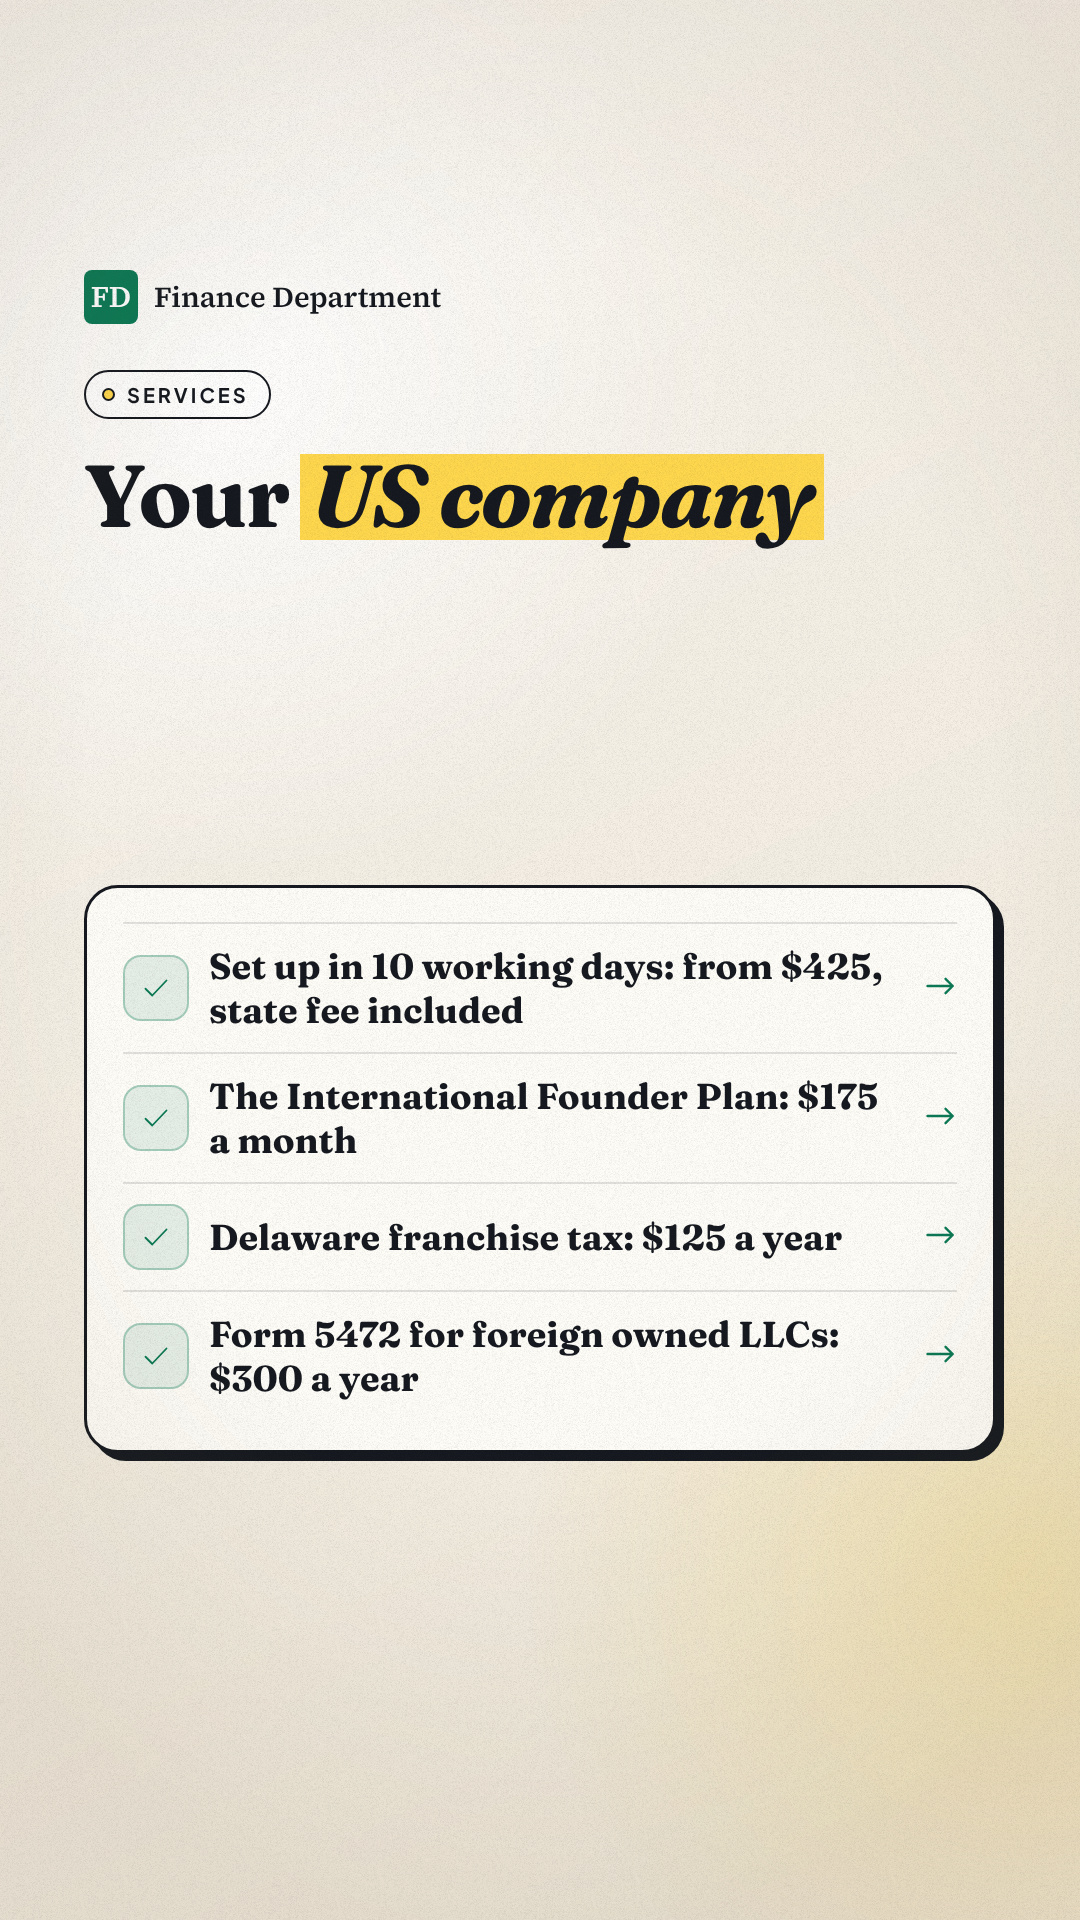 FD Finance Department
SERVICES
Your US company
Set up in 10 working days: from $425,
state fee included
The International Founder Plan: $175
a month
Delaware franchise tax: $125 a year
Form 5472 for foreign owned LLCs:
$300 a year